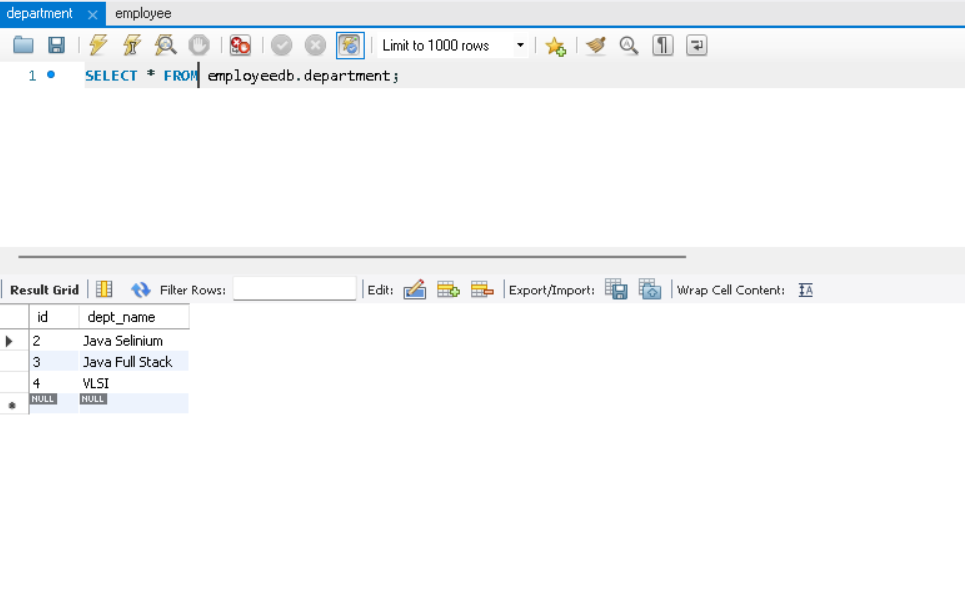 department employee
Limit to 1000 rows
1 SELECT * FROM employeedb.department;
Result Grid Filter Rows: Edit: Export/Import: Wrap Cell Content:
id dept_name
2 Java Selinium
3 Java Full Stack
4 VLSI
NULL NULL